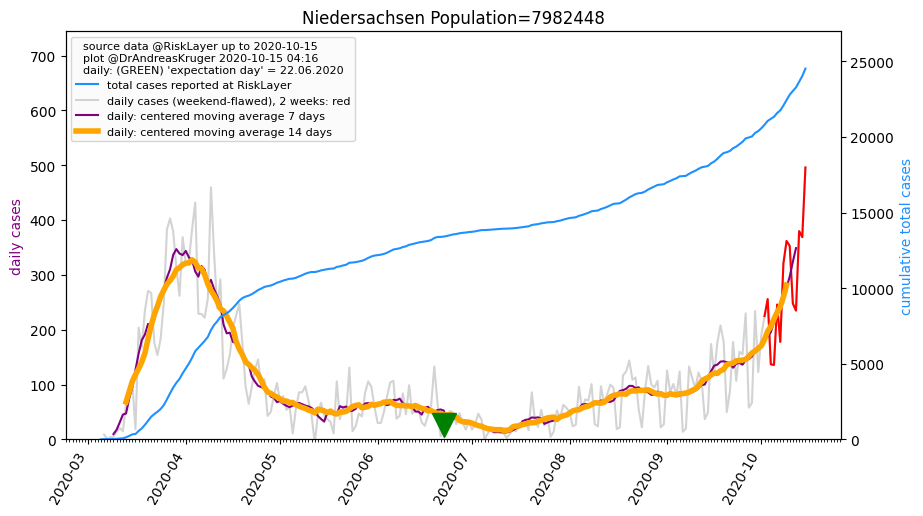 Niedersachsen Population=7982448
source data @RiskLayer up to 2020-10-15
plot @DrAndreasKruger 2020-10-15 04:16
daily: (GREEN) 'expectation day' = 22.06.2020
total cases reported at RiskLayer
daily cases (weekend-flawed), 2 weeks: red
daily: centered moving average 7 days
daily: centered moving average 14 days
daily cases
700
600
500
400
300
200
100
0
cumulative total cases
25000
20000
15000
10000
5000
0
2020-03
2020-04
2020-05
2020-06
2020-07
2020-08
2020-09
2020-10